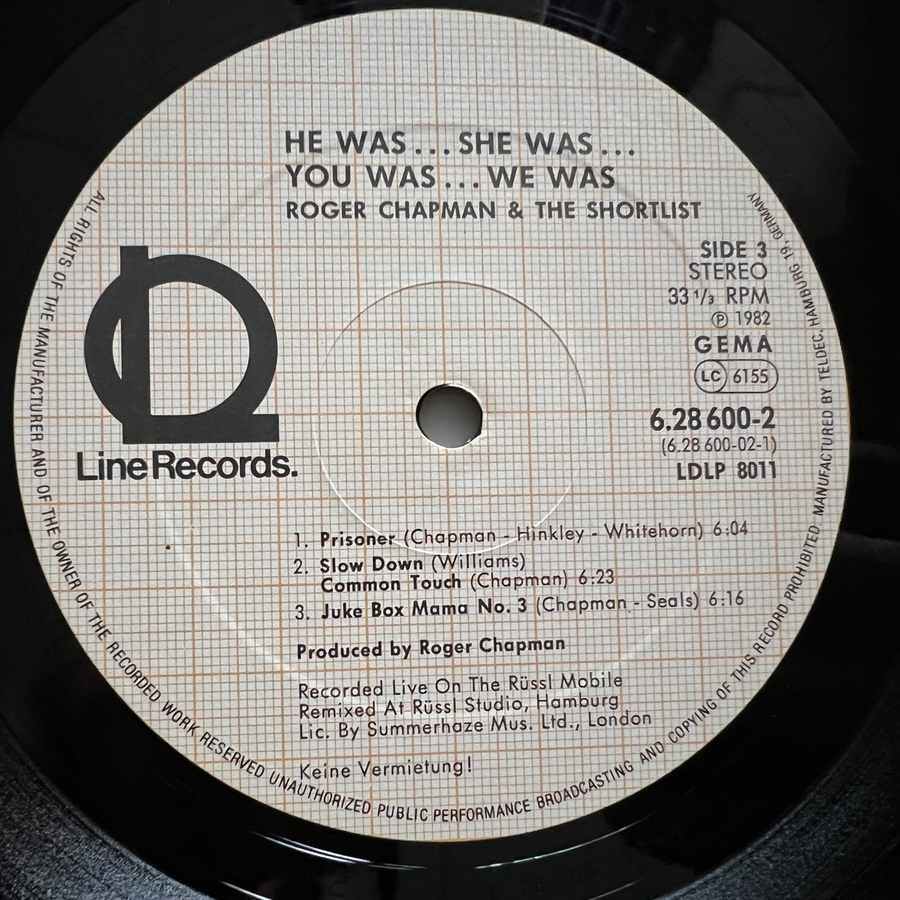 HE WAS... SHE WAS...
YOU WAS... WE WAS
ROGER CHAPMAN & THE SHORTLIST
SIDE 3
STEREO
33 1/3 RPM
℗ 1982
GEMA
LC 6155
6.28 600-2
(6.28 600-02-1)
LDLP 8011
Line Records.
1. Prisoner (Chapman - Hinkley - Whitehorn) 6:04
2. Slow Down (Williams)
Common Touch (Chapman) 6:23
3. Juke Box Mama No. 3 (Chapman - Seals) 6:16
Produced by Roger Chapman
Recorded Live On The Rüssl Mobile
Remixed At Rüssl Studio, Hamburg
Lic. By Summerhaze Mus. Ltd., London
Keine Vermietung!
ALL RIGHTS OF THE MANUFACTURER AND OF THE OWNER OF THE RECORDED WORK RESERVED UNAUTHORIZED PUBLIC PERFORMANCE BROADCASTING AND COPYING OF THIS RECORD PROHIBITED MANUFACTURED BY TELDEC, HAMBURG 19, GERMANY